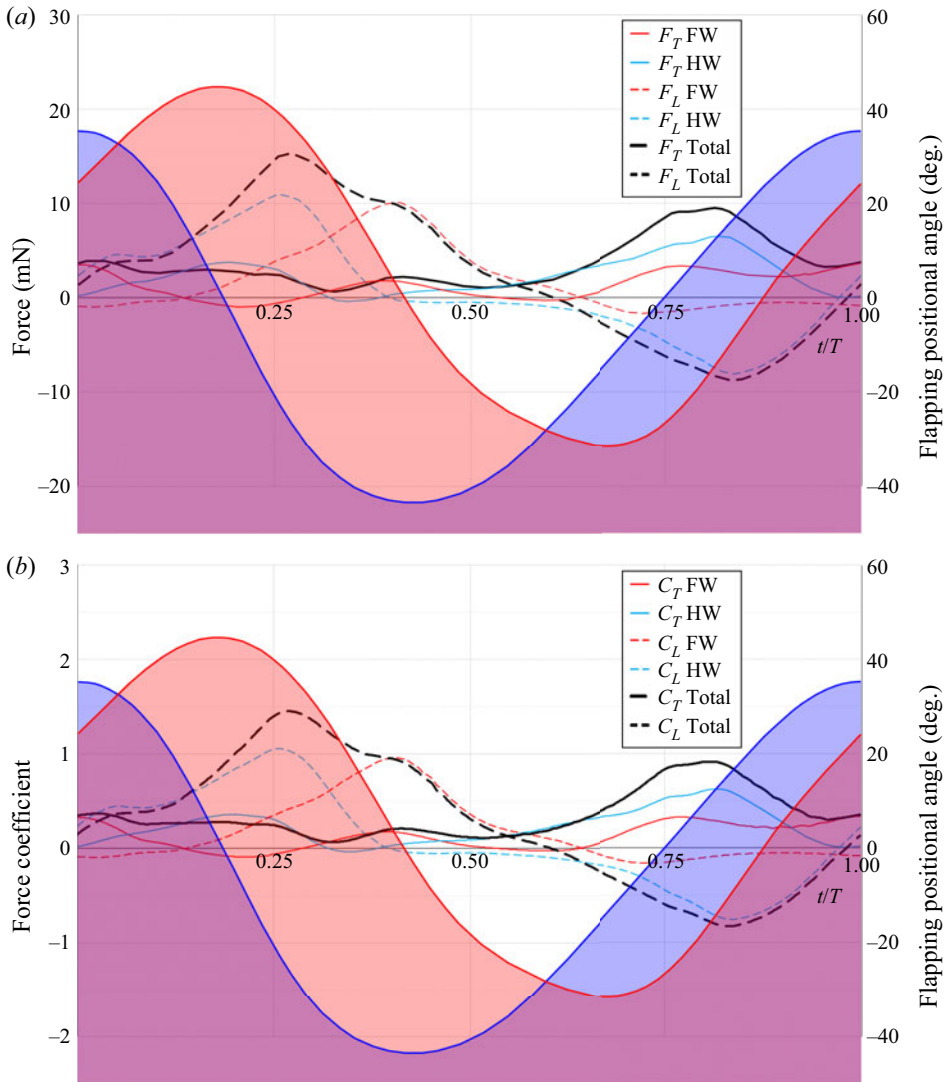 (a)
30
20
10
0
–10
–20
Force (mN)
60
40
20
0
–20
–40
Flapping positional angle (deg.)
0.25
0.50
0.75
1.00
t/T
F_T FW
F_T HW
F_L FW
F_L HW
F_T Total
F_L Total
(b)
3
2
1
0
–1
–2
Force coefficient
60
40
20
0
–20
–40
Flapping positional angle (deg.)
0.25
0.50
0.75
1.00
t/T
C_T FW
C_T HW
C_L FW
C_L HW
C_T Total
C_L Total